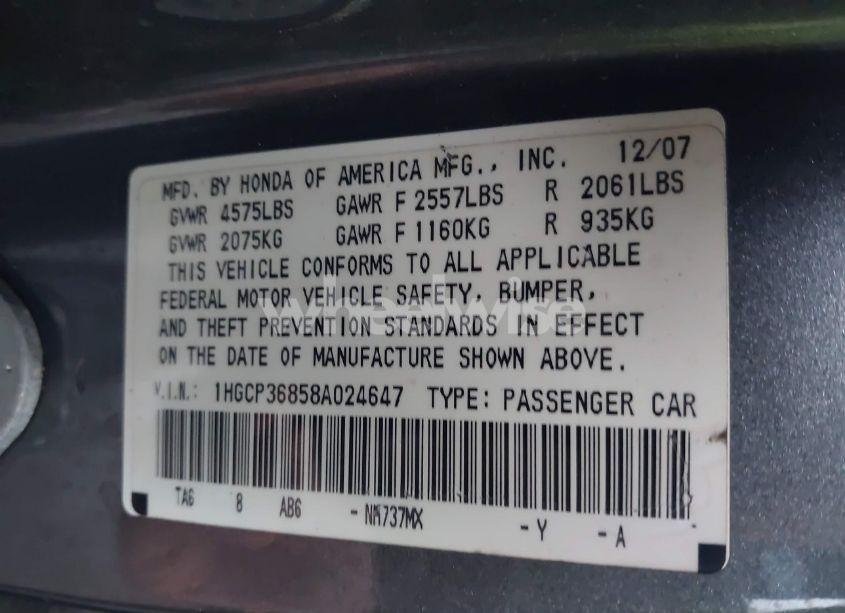 MFD. BY HONDA OF AMERICA MFG., INC. 12/07
GVWR 4575LBS GAWR F 2557LBS R 2061LBS
GVWR 2075KG GAWR F 1160KG R 935KG
THIS VEHICLE CONFORMS TO ALL APPLICABLE
FEDERAL MOTOR VEHICLE SAFETY, BUMPER,
AND THEFT PREVENTION STANDARDS IN EFFECT
ON THE DATE OF MANUFACTURE SHOWN ABOVE.
V.I.N.: 1HGCP36858A024647 TYPE: PASSENGER CAR
TA6 8 AB6 - NH737MX - Y - A -
wheelwise